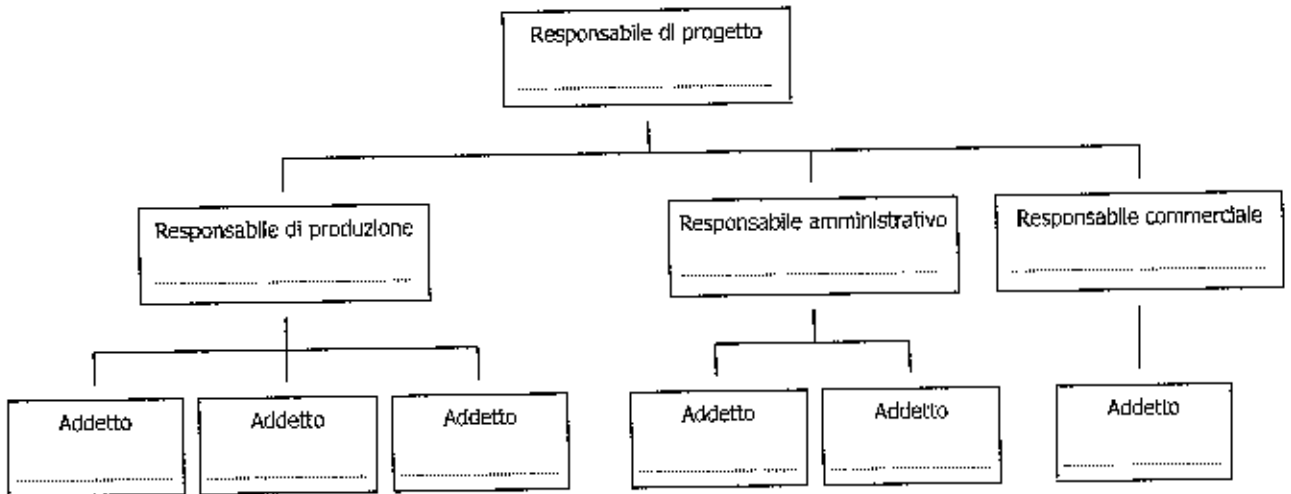 Responsabile di progetto
Responsabile di produzione
Responsabile amministrativo
Responsabile commerciale
Addetto
Addetto
Addetto
Addetto
Addetto
Addetto